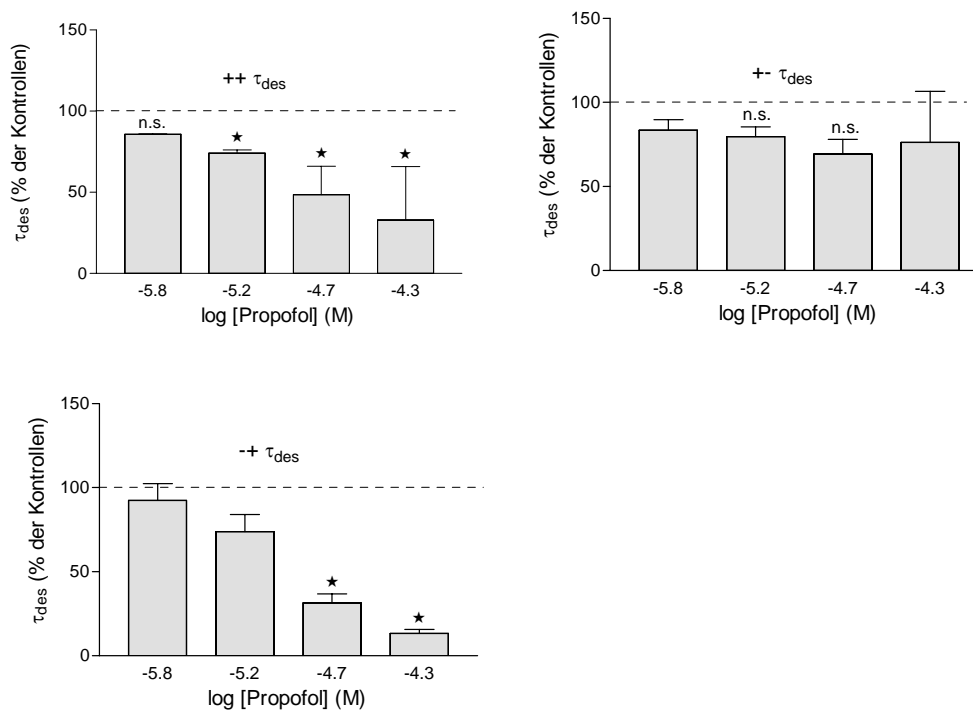 150
100
50
0
τdes (% der Kontrollen)
++ τdes
n.s.
★
★
★
-5.8 -5.2 -4.7 -4.3
log [Propofol] (M)
150
100
50
0
τdes (% der Kontrollen)
+- τdes
n.s.
n.s.
-5.8 -5.2 -4.7 -4.3
log [Propofol] (M)
150
100
50
0
τdes (% der Kontrollen)
-+ τdes
★
★
-5.8 -5.2 -4.7 -4.3
log [Propofol] (M)